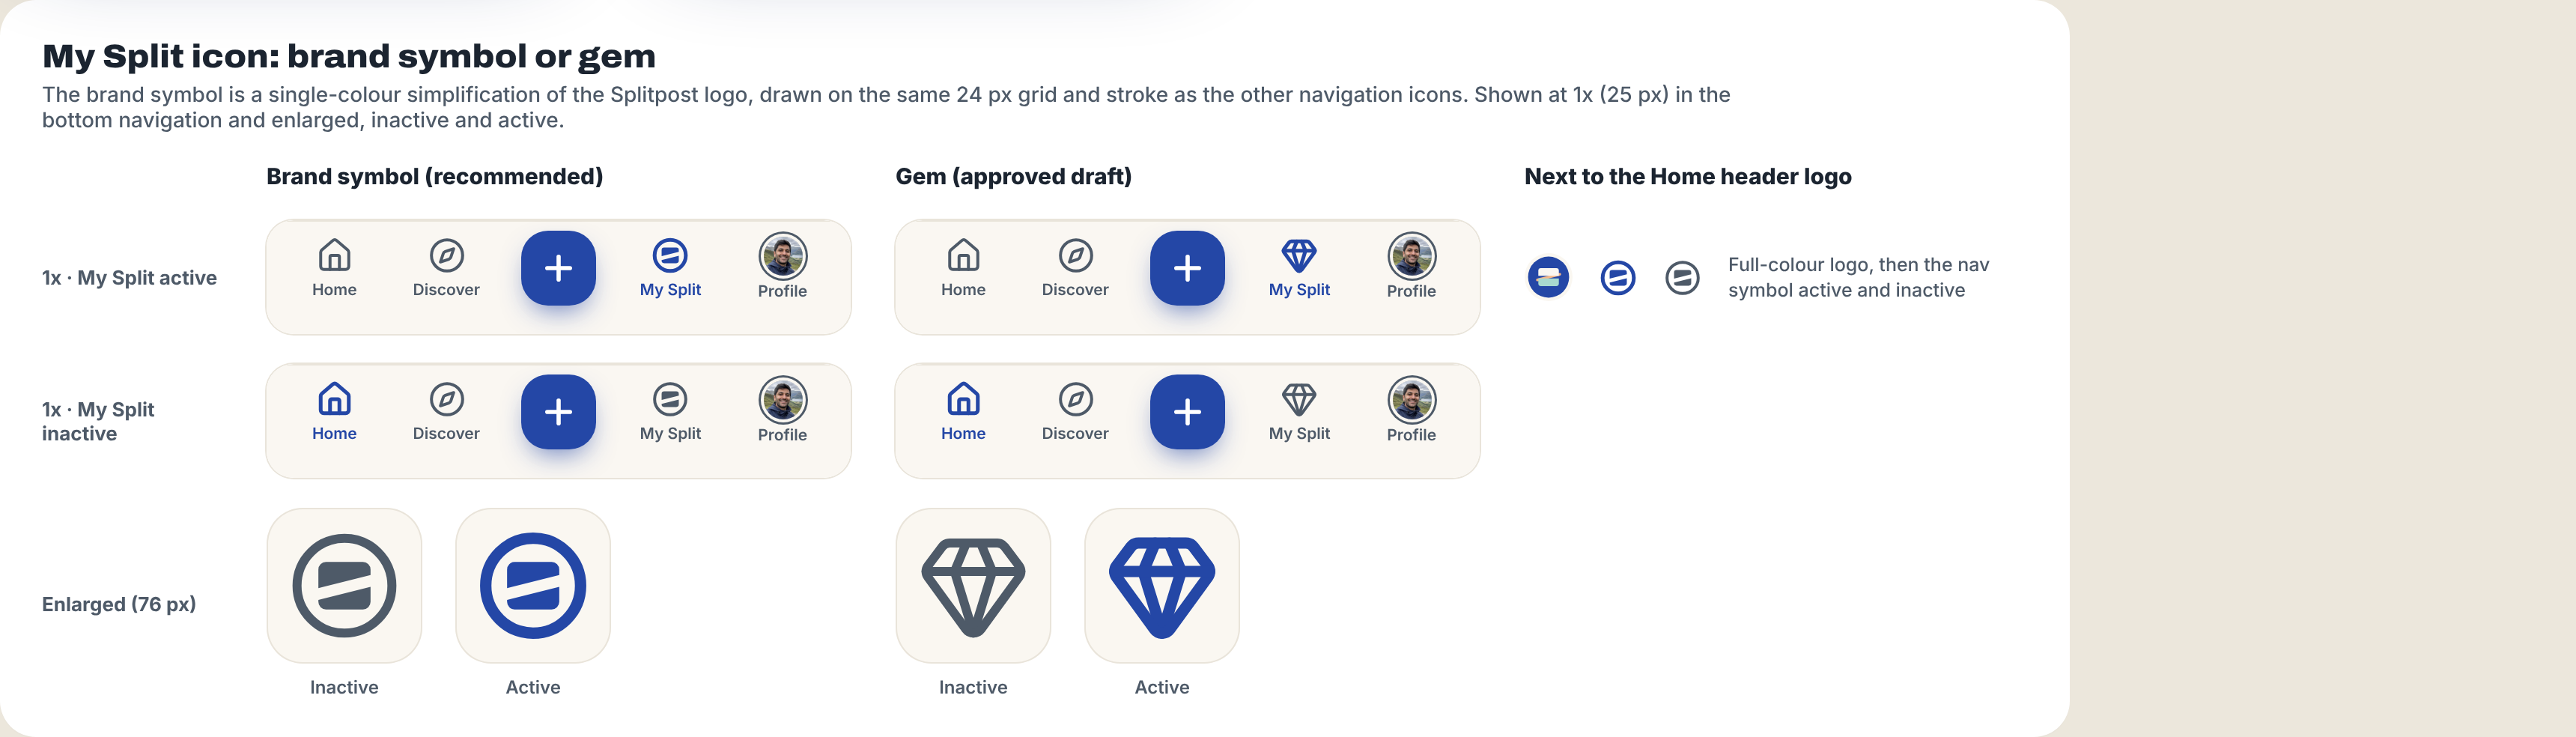 My Split icon: brand symbol or gem
The brand symbol is a single-colour simplification of the Splitpost logo, drawn on the same 24 px grid and stroke as the other navigation icons. Shown at 1x (25 px) in the
bottom navigation and enlarged, inactive and active.
Brand symbol (recommended)
Gem (approved draft)
Next to the Home header logo
1x · My Split active
Home
Discover
My Split
Profile
Home
Discover
My Split
Profile
Full-colour logo, then the nav
symbol active and inactive
1x · My Split
inactive
Home
Discover
My Split
Profile
Home
Discover
My Split
Profile
Enlarged (76 px)
Inactive
Active
Inactive
Active